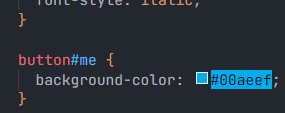 font-style: italic;
}
button#me {
background-color: #00aeef;
}